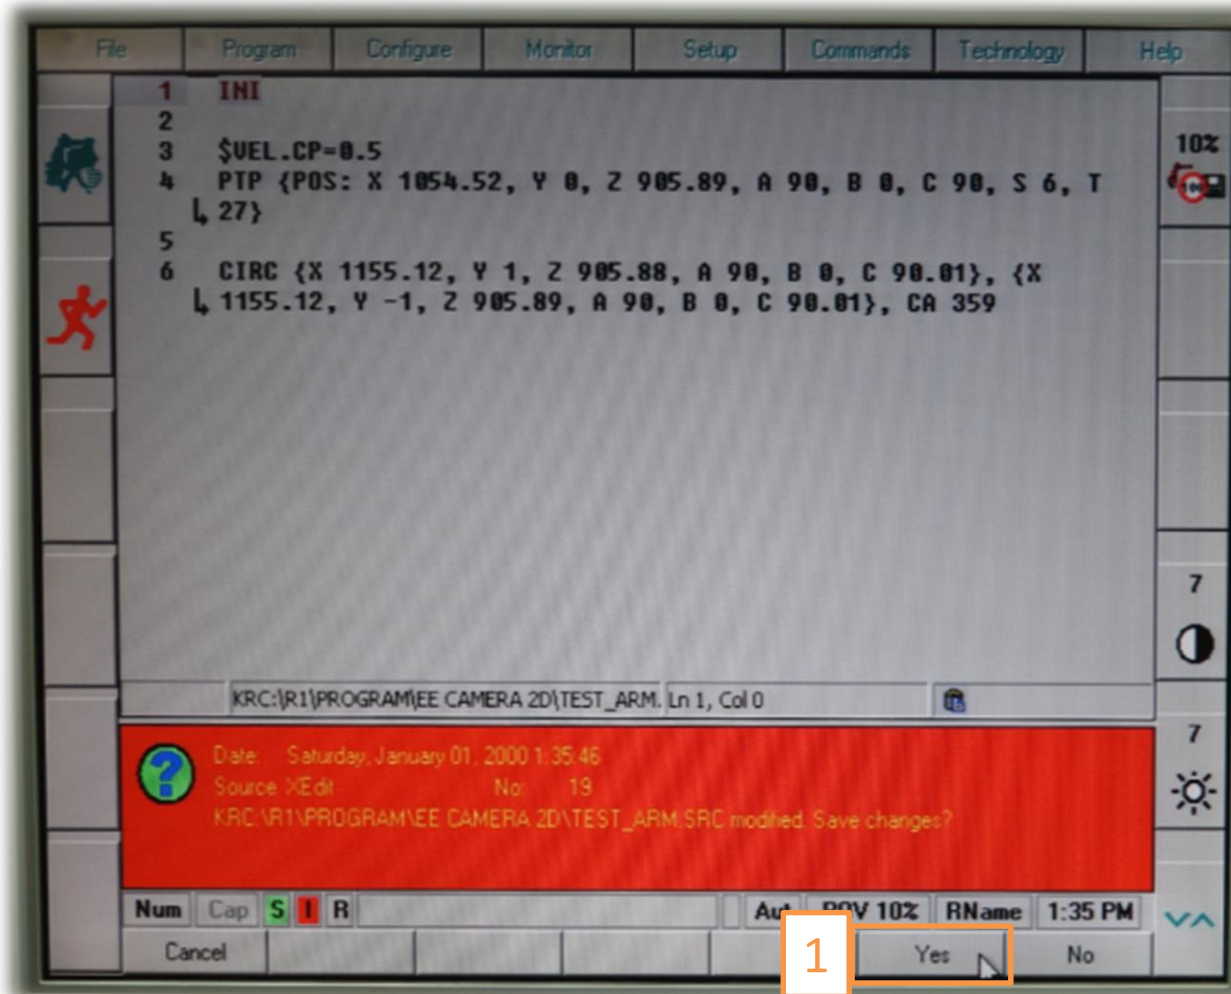 File Program Configure Monitor Setup Commands Technology Help
1 INI
2
3 $VEL.CP=0.5
4 PTP {POS: X 1054.52, Y 0, Z 905.89, A 90, B 0, C 90, S 6, T
27}
5
6 CIRC {X 1155.12, Y 1, Z 905.88, A 90, B 0, C 90.01}, {X
1155.12, Y -1, Z 905.89, A 90, B 0, C 90.01}, CA 359
10%
100
7
7
KRC:\R1\PROGRAM\EE CAMERA 2D\TEST_ARM. Ln 1, Col 0
Date: Saturday, January 01, 2000 1:35:46
Source XEdit No: 19
KRC:\R1\PROGRAM\EE CAMERA 2D\TEST_ARM.SRC modified. Save changes?
Num Cap S I R POV 10% RName 1:35 PM
Cancel 1 Yes No